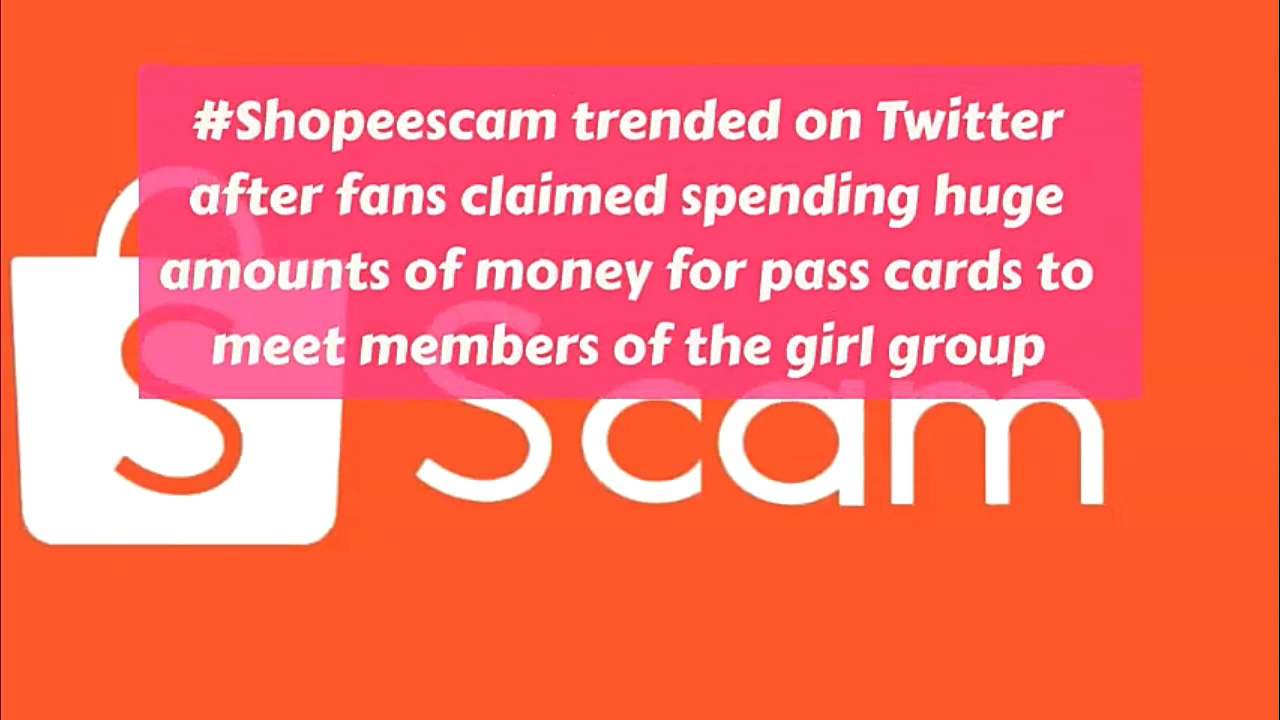 #Shopeescam trended on Twitter
after fans claimed spending huge
amounts of money for pass cards to
meet members of the girl group
S Scam